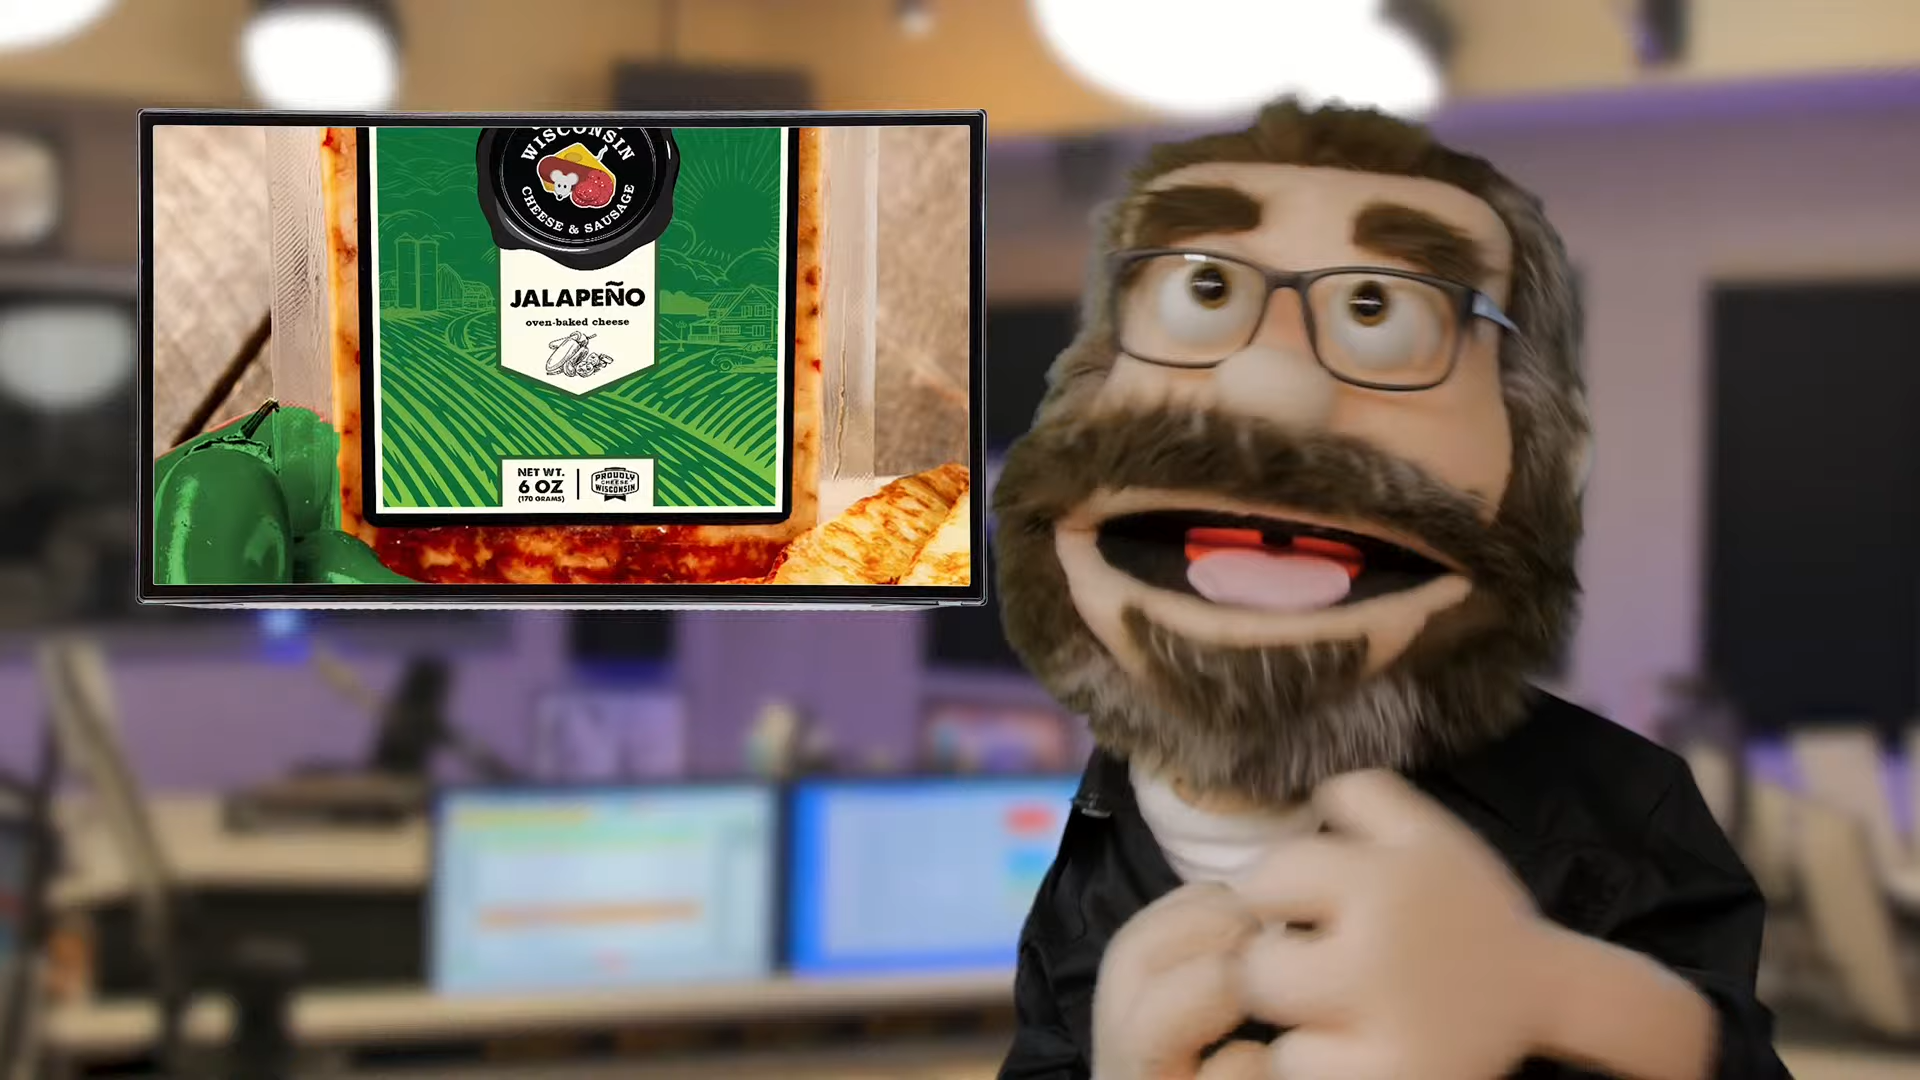 WISCONSIN
CHEESE & SAUSAGE
JALAPEÑO
oven-baked cheese
NET WT.
6 OZ
(170 GRAMS)
PROUDLY
CHEESE
WISCONSIN